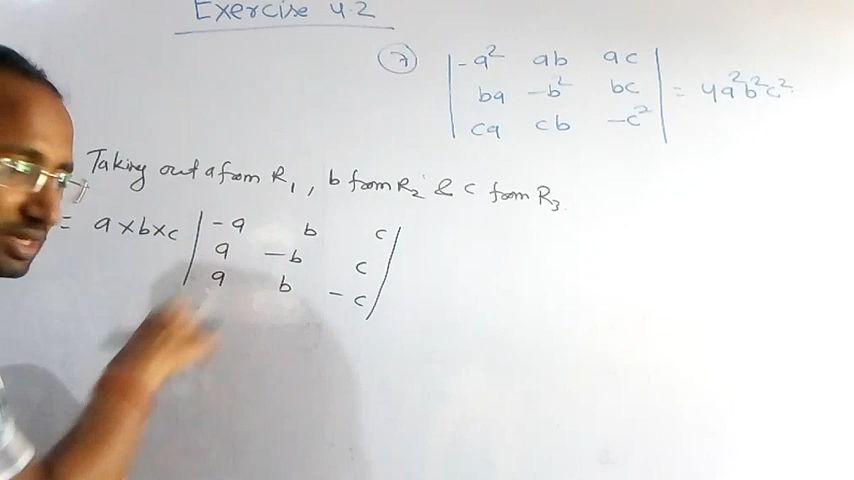 Exercise 4.2
7 | -a² ab ac |
| ba -b² bc | = 4a²b²c².
| ca cb -c² |
Taking out a from R₁, b from R₂ & c from R₃.
= a×b×c | -a b c |
| a -b c |
| a b -c |